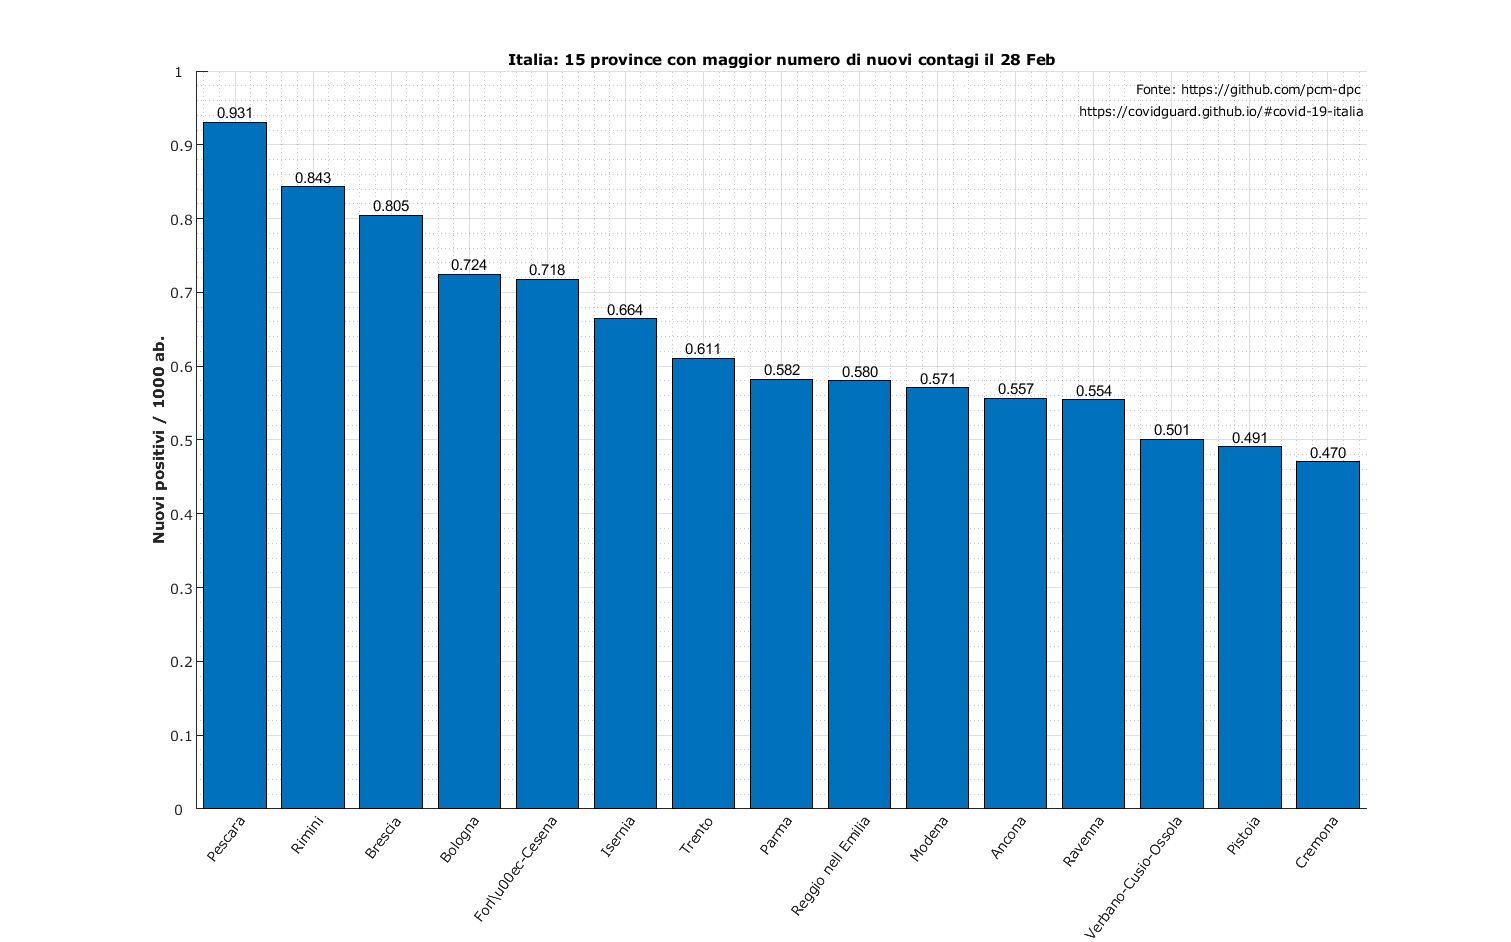 Italia: 15 province con maggior numero di nuovi contagi il 28 Feb
Fonte: https://github.com/pcm-dpc
https://covidguard.github.io/#covid-19-italia
Nuovi positivi / 1000 ab.
1
0.9
0.8
0.7
0.6
0.5
0.4
0.3
0.2
0.1
0
0.931
0.843
0.805
0.724
0.718
0.664
0.611
0.582
0.580
0.571
0.557
0.554
0.501
0.491
0.470
Pescara
Rimini
Brescia
Bologna
Forl\u00ec-Cesena
Isernia
Trento
Parma
Reggio nell Emilia
Modena
Ancona
Ravenna
Verbano-Cusio-Ossola
Pistoia
Cremona